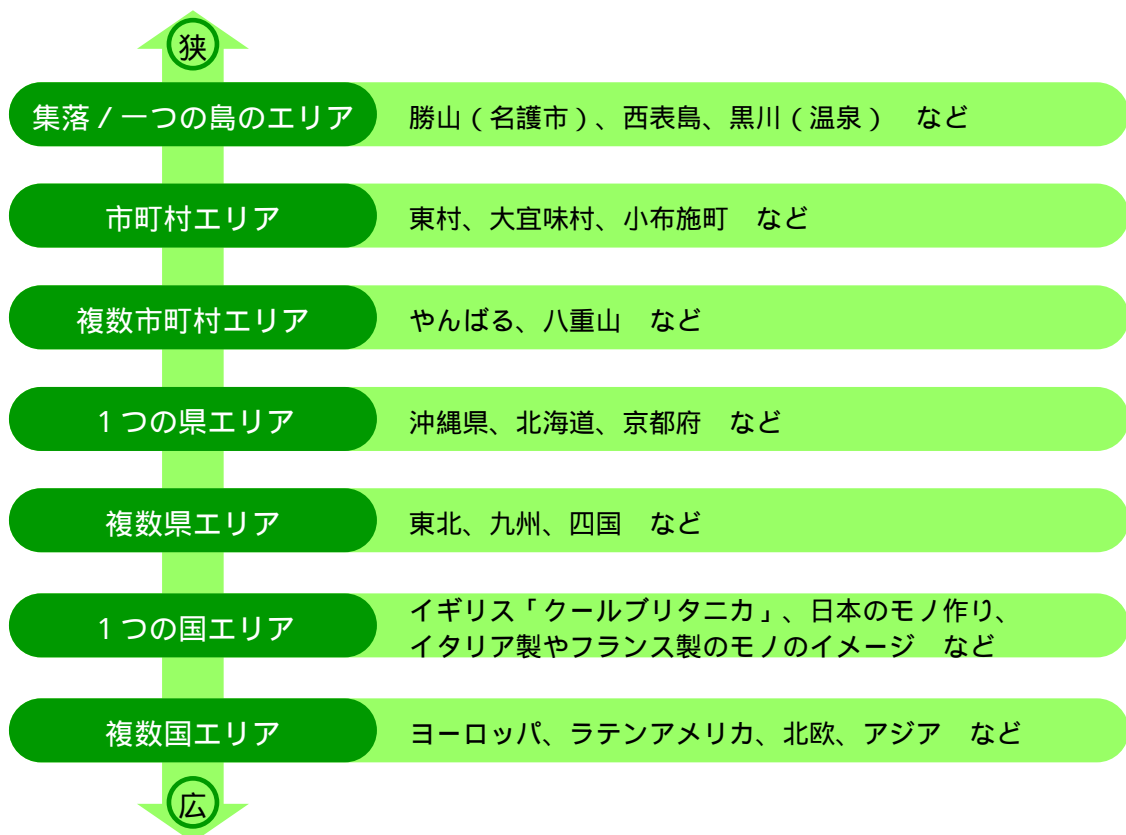 狭
集落/一つの島のエリア 勝山(名護市)、西表島、黒川(温泉) など
市町村エリア 東村、大宜味村、小布施町 など
複数市町村エリア やんばる、八重山 など
1つの県エリア 沖縄県、北海道、京都府 など
複数県エリア 東北、九州、四国 など
1つの国エリア イギリス「クールブリタニカ」、日本のモノ作り、
イタリア製やフランス製のモノのイメージ など
複数国エリア ヨーロッパ、ラテンアメリカ、北欧、アジア など
広